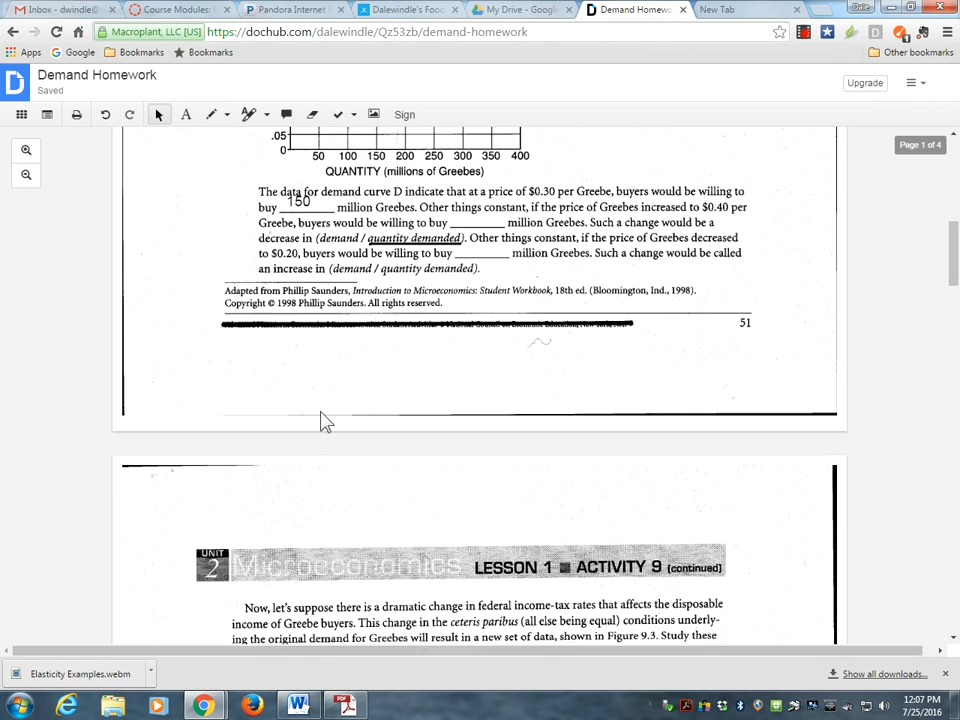 Inbox - dwindle@
Course Modules:
Pandora Internet
Dalewindle's Food
My Drive - Google
Demand Homewo
New Tab
Dale
Macroplant, LLC [US]
https://dochub.com/dalewindle/Qz53zb/demand-homework
Apps
Google
Bookmarks
Bookmarks
Other bookmarks
Demand Homework
Saved
Upgrade
Sign
Page 1 of 4
.05
0
50 100 150 200 250 300 350 400
QUANTITY (millions of Greebes)
The data for demand curve D indicate that at a price of $0.30 per Greebe, buyers would be willing to
buy 150 million Greebes. Other things constant, if the price of Greebes increased to $0.40 per
Greebe, buyers would be willing to buy ________ million Greebes. Such a change would be a
decrease in (demand / quantity demanded). Other things constant, if the price of Greebes decreased
to $0.20, buyers would be willing to buy ________ million Greebes. Such a change would be called
an increase in (demand / quantity demanded).
Adapted from Phillip Saunders, Introduction to Microeconomics: Student Workbook, 18th ed. (Bloomington, Ind., 1998).
Copyright © 1998 Phillip Saunders. All rights reserved.
51
UNIT
2 Microeconomics LESSON 1 ■ ACTIVITY 9 (continued)
Now, let's suppose there is a dramatic change in federal income-tax rates that affects the disposable
income of Greebe buyers. This change in the ceteris paribus (all else being equal) conditions underly-
ing the original demand for Greebes will result in a new set of data, shown in Figure 9.3. Study these
Elasticity Examples.webm
Show all downloads...
12:07 PM
7/25/2016